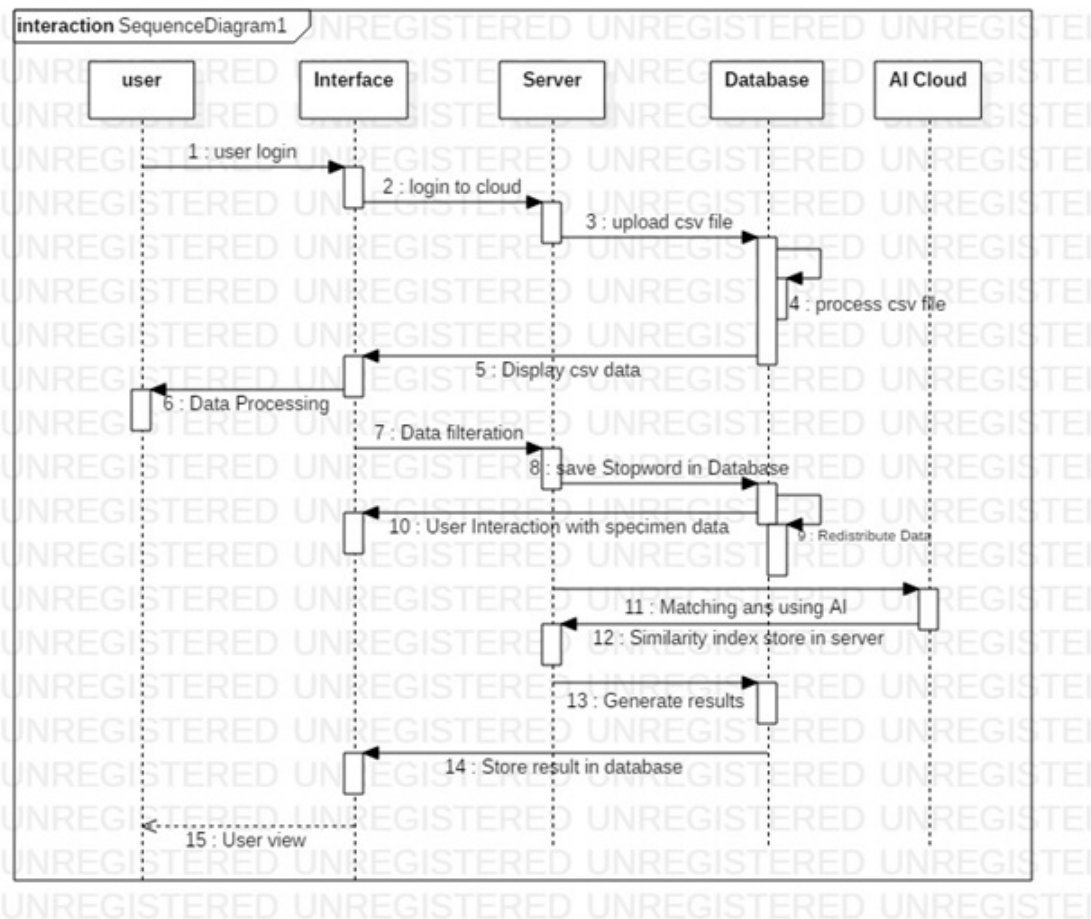 interaction SequenceDiagram1
user
Interface
Server
Database
AI Cloud
1 : user login
2 : login to cloud
3 : upload csv file
4 : process csv file
5 : Display csv data
6 : Data Processing
7 : Data filteration
8 : save Stopword in Database
9 : Redistribute Data
10 : User Interaction with specimen data
11 : Matching ans using AI
12 : Similarity index store in server
13 : Generate results
14 : Store result in database
15 : User view
UNREGISTERED